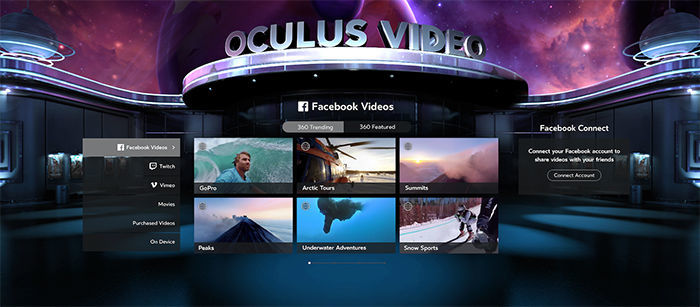 OCULUS VIDEO
Facebook Videos
360 Trending
360 Featured
Facebook Videos
Twitch
Vimeo
Movies
Purchased Videos
On Device
GoPro
Arctic Tours
Summits
Peaks
Underwater Adventures
Snow Sports
Facebook Connect
Connect your Facebook account to
share videos with your friends
Connect Account